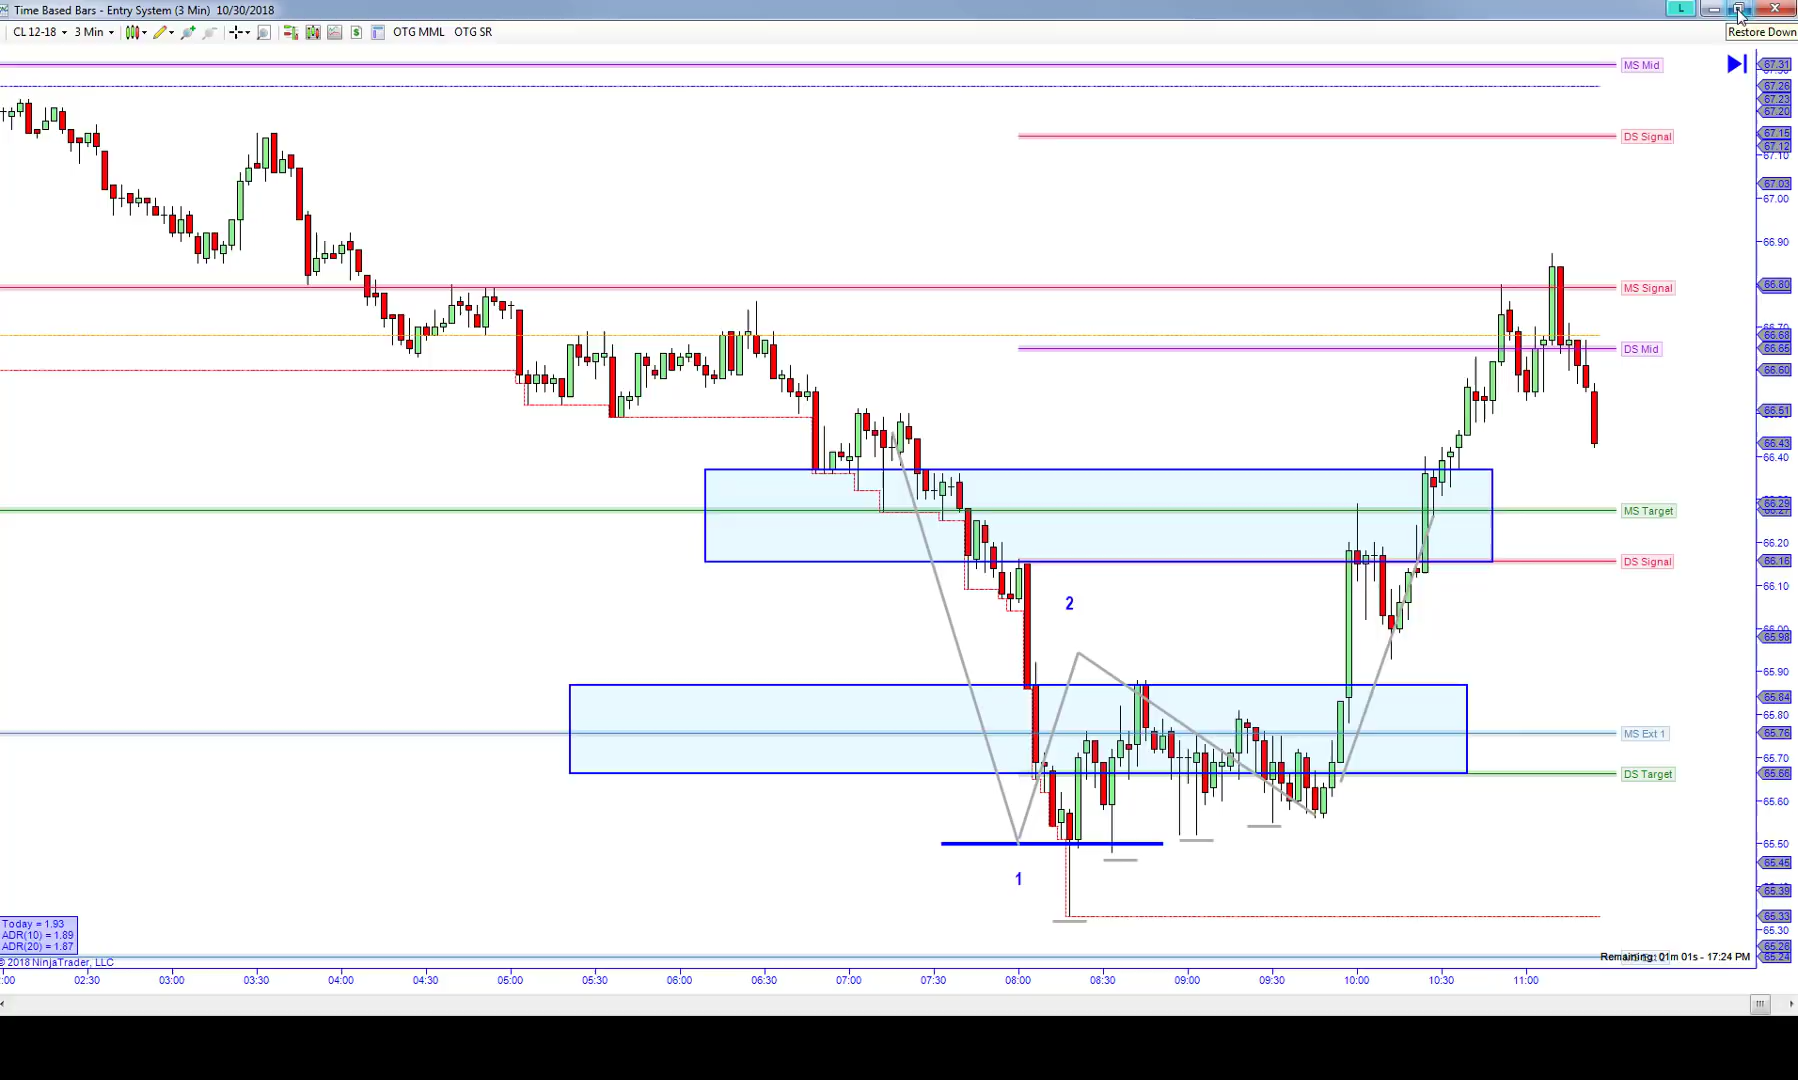 Time Based Bars - Entry System (3 Min)  10/30/2018
L
CL 12-18
3 Min
OTG MML
OTG SR
Restore Down
MS Mid
DS Signal
MS Signal
DS Mid
MS Target
DS Signal
MS Ext 1
DS Target
67.31
67.26
67.23
67.20
67.15
67.12
67.10
67.03
67.00
66.90
66.80
66.70
66.68
66.65
66.60
66.51
66.43
66.40
66.29
66.20
66.16
66.10
66.00
65.98
65.90
65.84
65.80
65.76
65.70
65.66
65.60
65.50
65.45
65.39
65.33
65.30
65.26
65.24
2
1
Today = 1.93
ADR(10) = 1.89
ADR(20) = 1.87
© 2018 NinjaTrader, LLC
Remaining: 01m 01s - 17:24 PM
:00
02:30
03:00
03:30
04:00
04:30
05:00
05:30
06:00
06:30
07:00
07:30
08:00
08:30
09:00
09:30
10:00
10:30
11:00